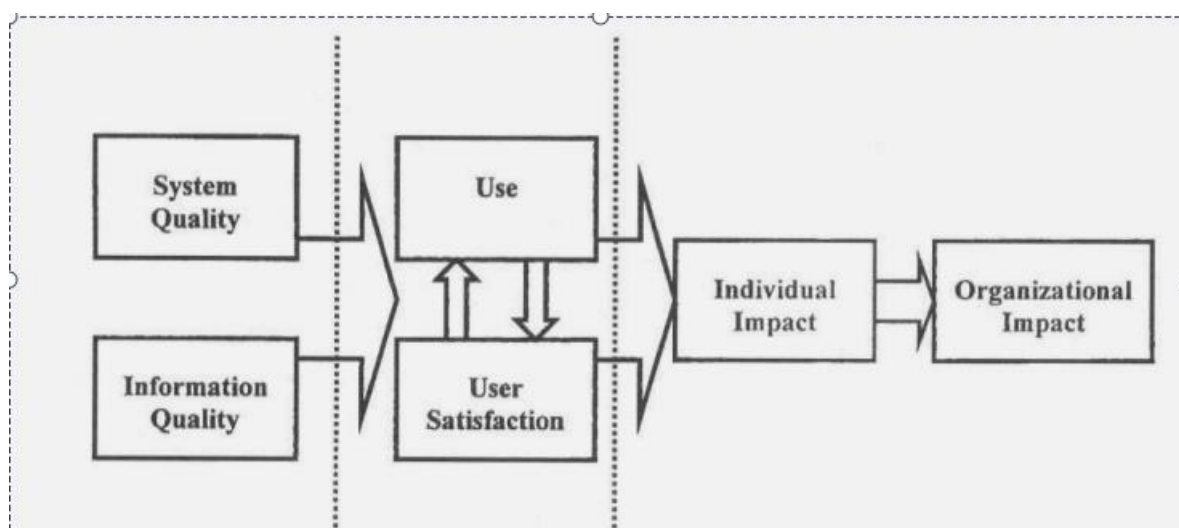 System
Quality
Use
Information
Quality
User
Satisfaction
Individual
Impact
Organizational
Impact